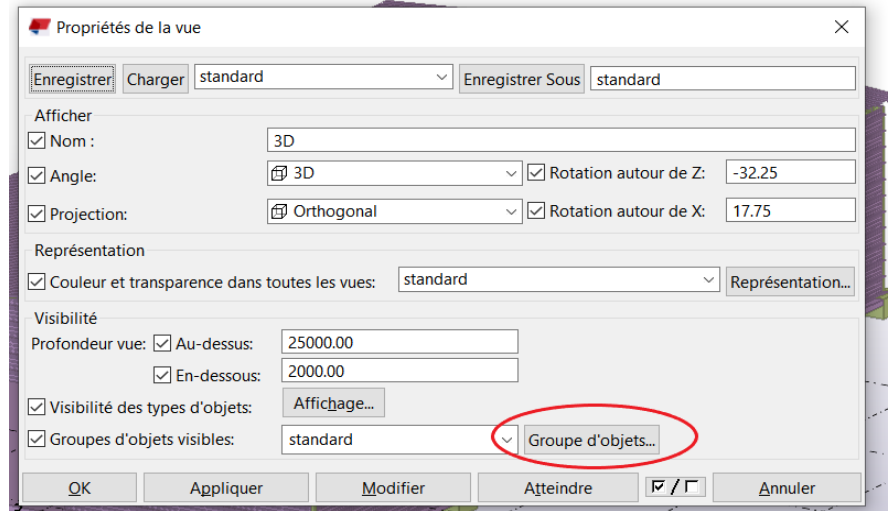 Propriétés de la vue
Enregistrer Charger standard Enregistrer Sous standard
Afficher
Nom : 3D
Angle: 3D Rotation autour de Z: -32.25
Projection: Orthogonal Rotation autour de X: 17.75
Représentation
Couleur et transparence dans toutes les vues: standard Représentation...
Visibilité
Profondeur vue: Au-dessus: 25000.00
En-dessous: 2000.00
Visibilité des types d'objets: Affichage...
Groupes d'objets visibles: standard Groupe d'objets...
OK Appliquer Modifier Atteindre / Annuler